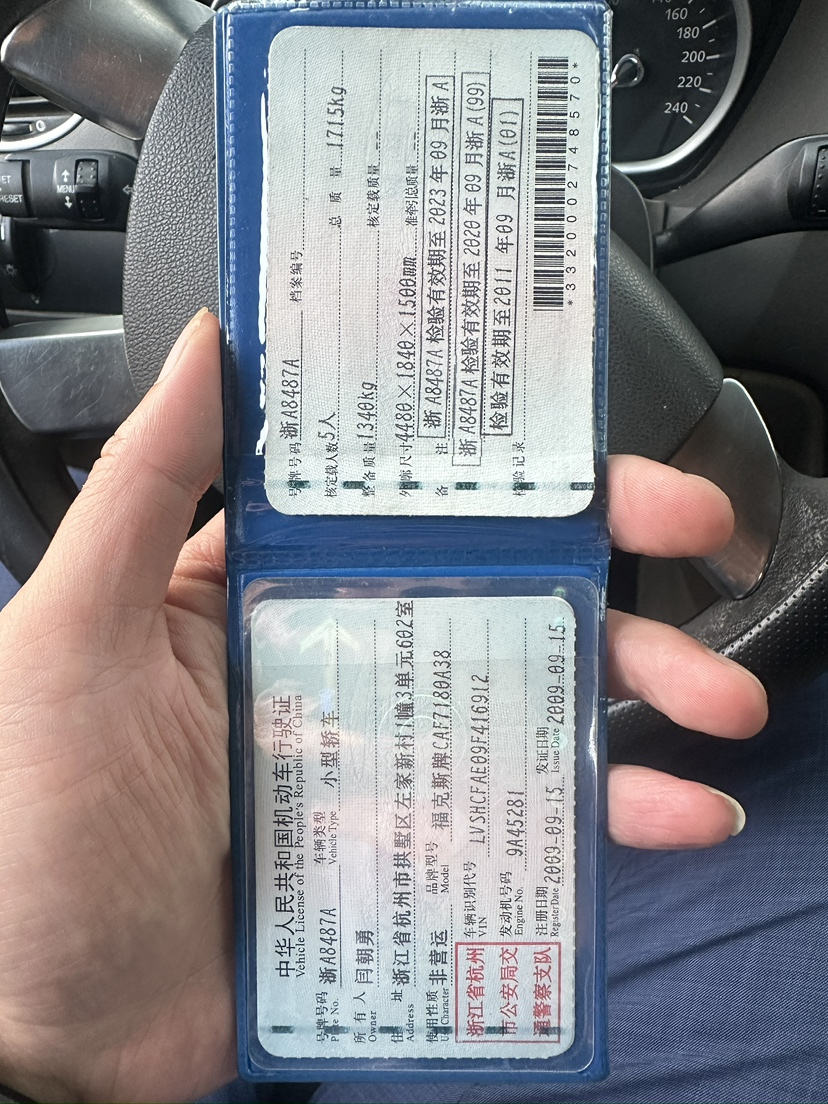 中华人民共和国机动车行驶证
Vehicle License of the People's Republic of China
号牌号码 浙A8487A 车辆类型 小型轿车
Plate No. Vehicle Type
所有人 闫朝勇
Owner
住址 浙江省杭州市拱墅区左家新村1幢3单元602室
Address
使用性质 非营运 品牌型号 福克斯牌CAF7180A38
Use Character Model
浙江省杭州
市公安局交
通警察支队
车辆识别代号 LVSHCFAE09F416912
VIN
发动机号码 9A45281
Engine No.
注册日期 2009-09-15 发证日期 2009-09-15
Register Date Issue Date
号牌号码 浙A8487A 档案编号
核定载人数 5人 总质量 1715kg
整备质量 1340kg 核定载质量 --
外廓尺寸 4480×1840×1500mm 准牵引总质量 --
备注 浙A8487A 检验有效期至2023年09月浙A
浙A8487A 检验有效期至2020年09月浙A(99)
检验记录 检验有效期至2011年09月浙A(01)
*3320002748570*
160
180
200
220
240
MENU
SET
RESET